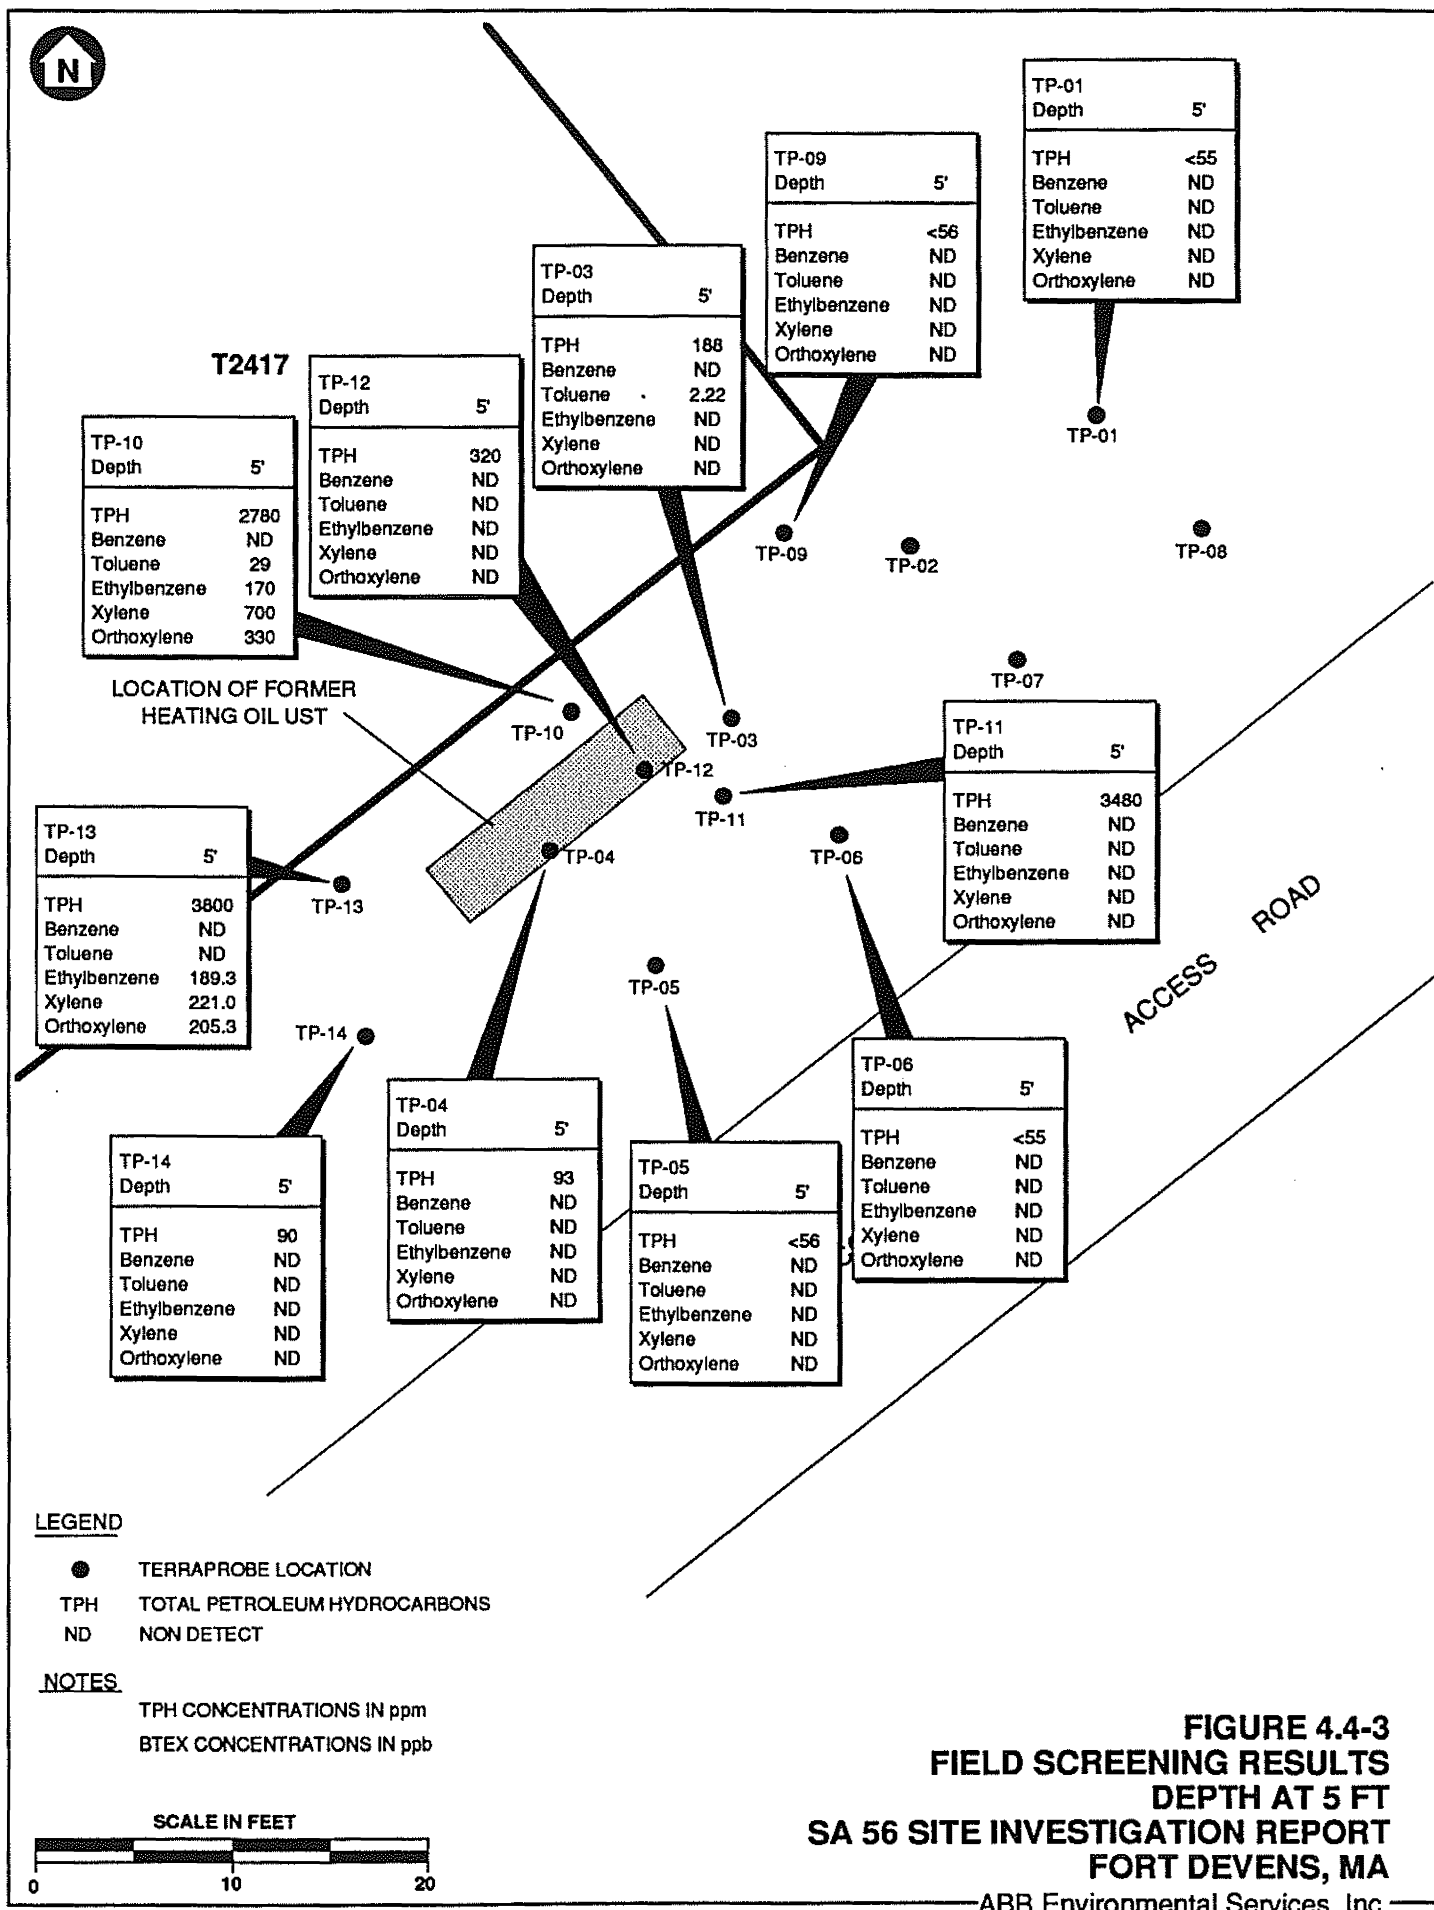 N
TP-01
Depth 5'
TPH <55
Benzene ND
Toluene ND
Ethylbenzene ND
Xylene ND
Orthoxylene ND
TP-09
Depth 5'
TPH <56
Benzene ND
Toluene ND
Ethylbenzene ND
Xylene ND
Orthoxylene ND
TP-03
Depth 5'
TPH 188
Benzene ND
Toluene 2.22
Ethylbenzene ND
Xylene ND
Orthoxylene ND
T2417
TP-12
Depth 5'
TPH 320
Benzene ND
Toluene ND
Ethylbenzene ND
Xylene ND
Orthoxylene ND
TP-10
Depth 5'
TPH 2780
Benzene ND
Toluene 29
Ethylbenzene 170
Xylene 700
Orthoxylene 330
TP-01
TP-09
TP-02
TP-08
TP-07
LOCATION OF FORMER
HEATING OIL UST
TP-10
TP-03
TP-12
TP-11
TP-06
TP-04
TP-13
TP-05
TP-14
TP-11
Depth 5'
TPH 3480
Benzene ND
Toluene ND
Ethylbenzene ND
Xylene ND
Orthoxylene ND
TP-13
Depth 5'
TPH 3800
Benzene ND
Toluene ND
Ethylbenzene 189.3
Xylene 221.0
Orthoxylene 205.3
ACCESS ROAD
TP-06
Depth 5'
TPH <55
Benzene ND
Toluene ND
Ethylbenzene ND
Xylene ND
Orthoxylene ND
TP-04
Depth 5'
TPH 93
Benzene ND
Toluene ND
Ethylbenzene ND
Xylene ND
Orthoxylene ND
TP-05
Depth 5'
TPH <56
Benzene ND
Toluene ND
Ethylbenzene ND
Xylene ND
Orthoxylene ND
TP-14
Depth 5'
TPH 90
Benzene ND
Toluene ND
Ethylbenzene ND
Xylene ND
Orthoxylene ND
LEGEND
TERRAPROBE LOCATION
TPH TOTAL PETROLEUM HYDROCARBONS
ND NON DETECT
NOTES
TPH CONCENTRATIONS IN ppm
BTEX CONCENTRATIONS IN ppb
SCALE IN FEET
0 10 20
FIGURE 4.4-3
FIELD SCREENING RESULTS
DEPTH AT 5 FT
SA 56 SITE INVESTIGATION REPORT
FORT DEVENS, MA
ABB Environmental Services, Inc.